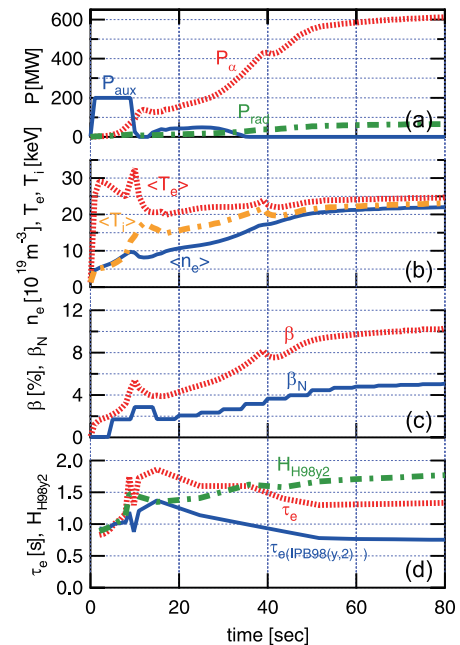 P [MW]
600
400
200
0
P_α
P_aux
P_rad
(a)
β [%], β_N n_e [10^19 m^-3], T_e, T_i [keV]
30
20
10
0
<T_e>
<T_i>
<n_e>
(b)
12
8
4
0
β
β_N
(c)
τ_e [s], H_H98y2
2.0
1.5
1.0
0.5
0
H_H98y2
τ_e
τ_e(IPB98(y,2) )
(d)
0 20 40 60 80
time [sec]